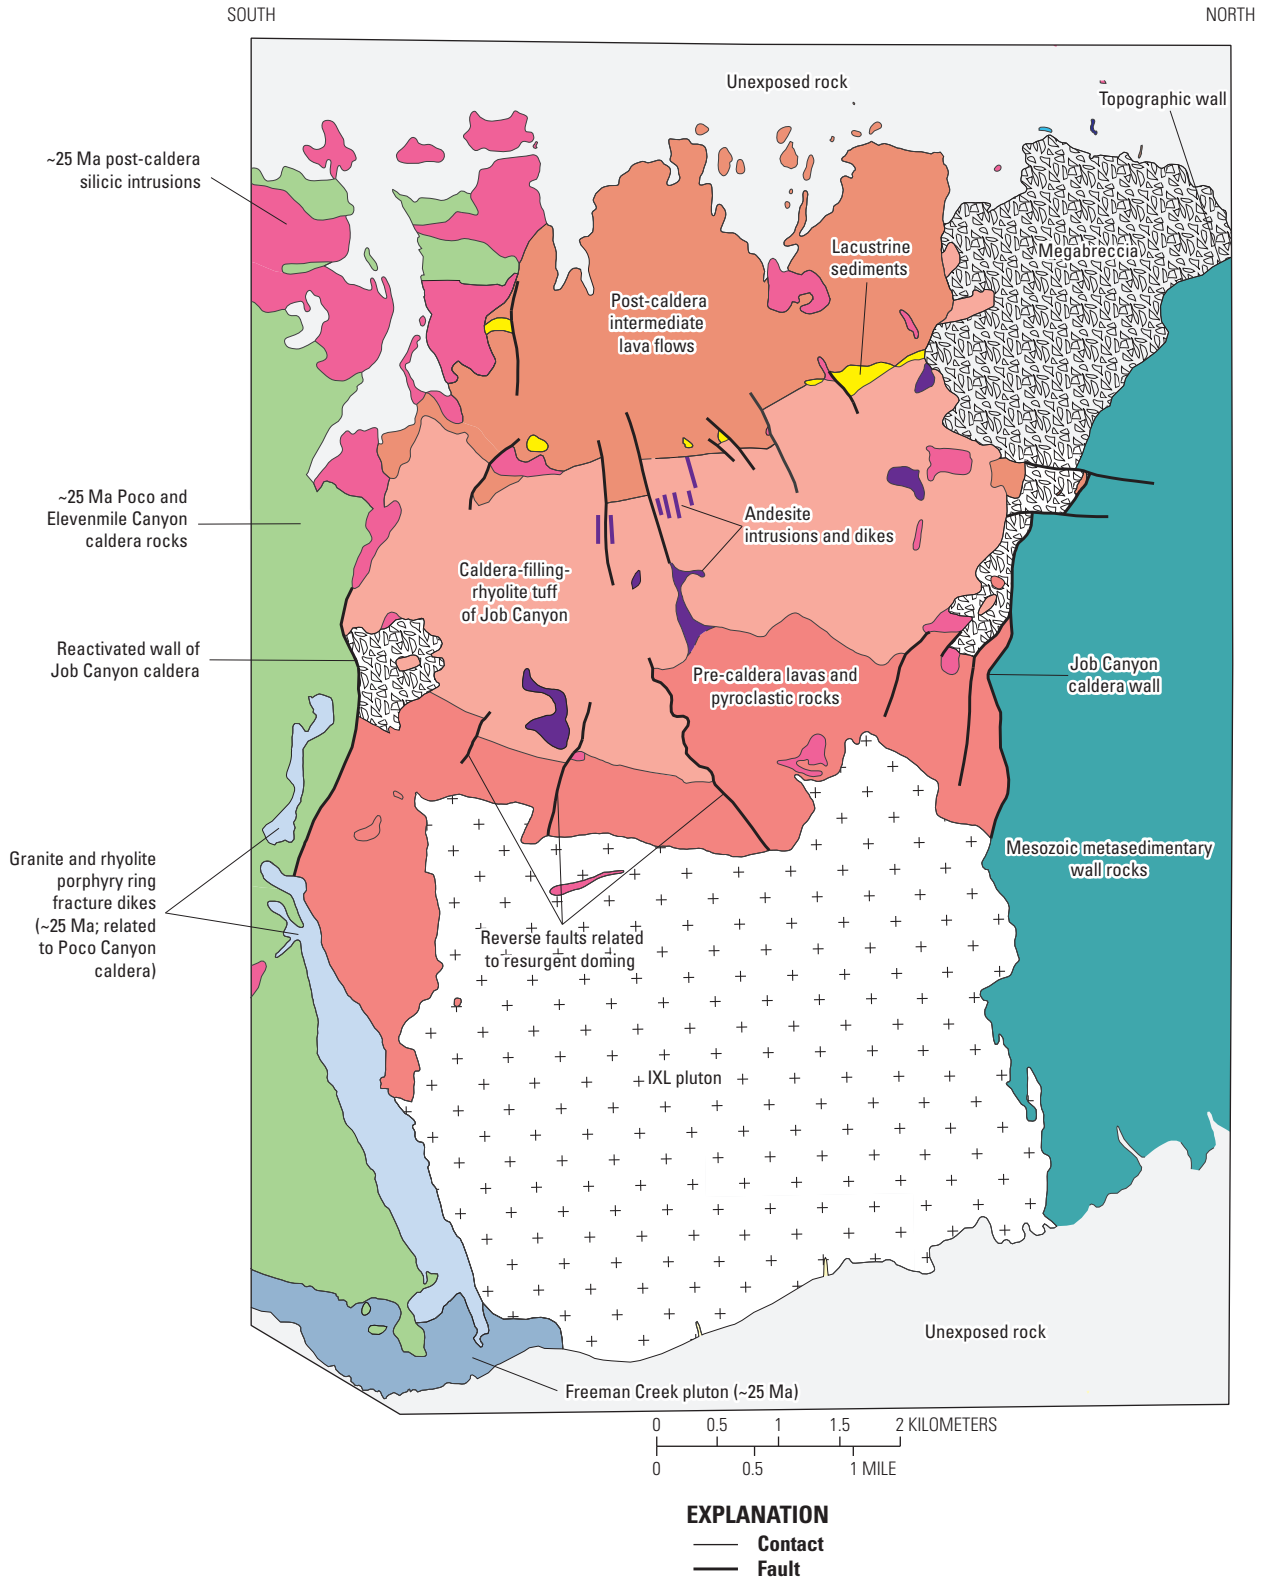 SOUTH
NORTH
Unexposed rock
Topographic wall
~25 Ma post-caldera
silicic intrusions
Megabreccia
Lacustrine
sediments
Post-caldera
intermediate
lava flows
~25 Ma Poco and
Elevenmile Canyon
caldera rocks
Andesite
intrusions and dikes
Caldera-filling-
rhyolite tuff
of Job Canyon
Reactivated wall of
Job Canyon caldera
Pre-caldera lavas and
pyroclastic rocks
Job Canyon
caldera wall
Granite and rhyolite
porphyry ring
fracture dikes
(~25 Ma; related
to Poco Canyon
caldera)
Mesozoic metasedimentary
wall rocks
Reverse faults related
to resurgent doming
IXL pluton
Unexposed rock
Freeman Creek pluton (~25 Ma)
0 0.5 1 1.5 2 KILOMETERS
0 0.5 1 MILE
EXPLANATION
Contact
Fault